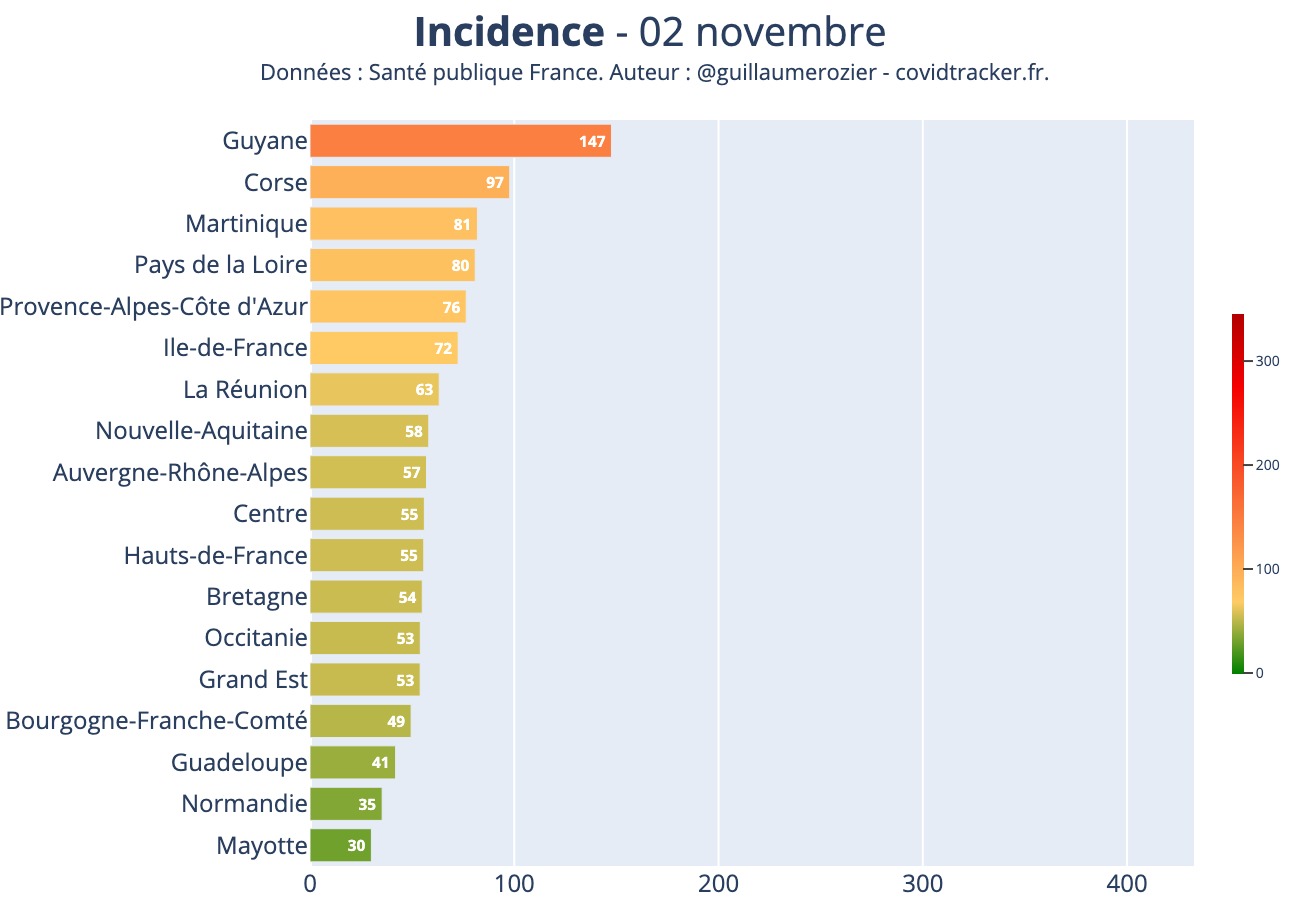 Incidence - 02 novembre
Données : Santé publique France. Auteur : @guillaumerozier - covidtracker.fr.
Guyane 147
Corse 97
Martinique 81
Pays de la Loire 80
Provence-Alpes-Côte d'Azur 76
Ile-de-France 72
La Réunion 63
Nouvelle-Aquitaine 58
Auvergne-Rhône-Alpes 57
Centre 55
Hauts-de-France 55
Bretagne 54
Occitanie 53
Grand Est 53
Bourgogne-Franche-Comté 49
Guadeloupe 41
Normandie 35
Mayotte 30
0 100 200 300 400
300
200
100
0